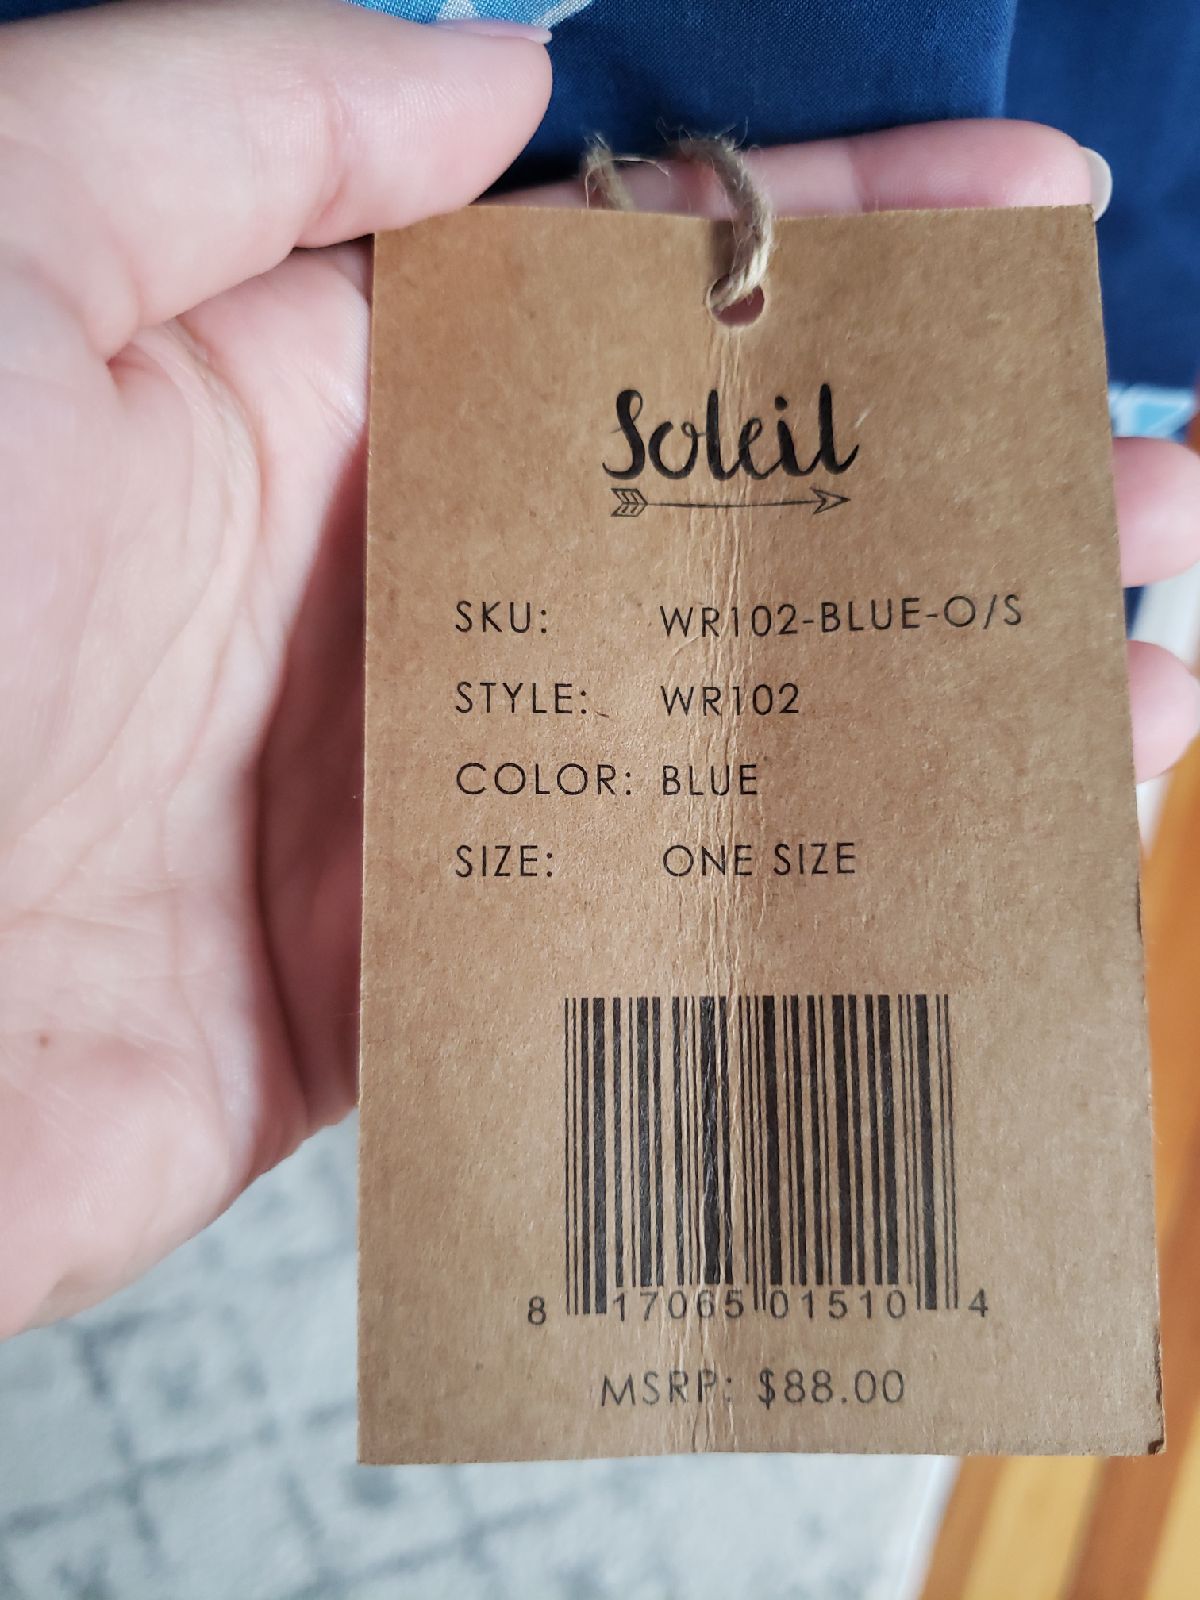 Soleil
SKU: WR102-BLUE-O/S
STYLE: WR102
COLOR: BLUE
SIZE: ONE SIZE
8 17065 01510 4
MSRP: $88.00